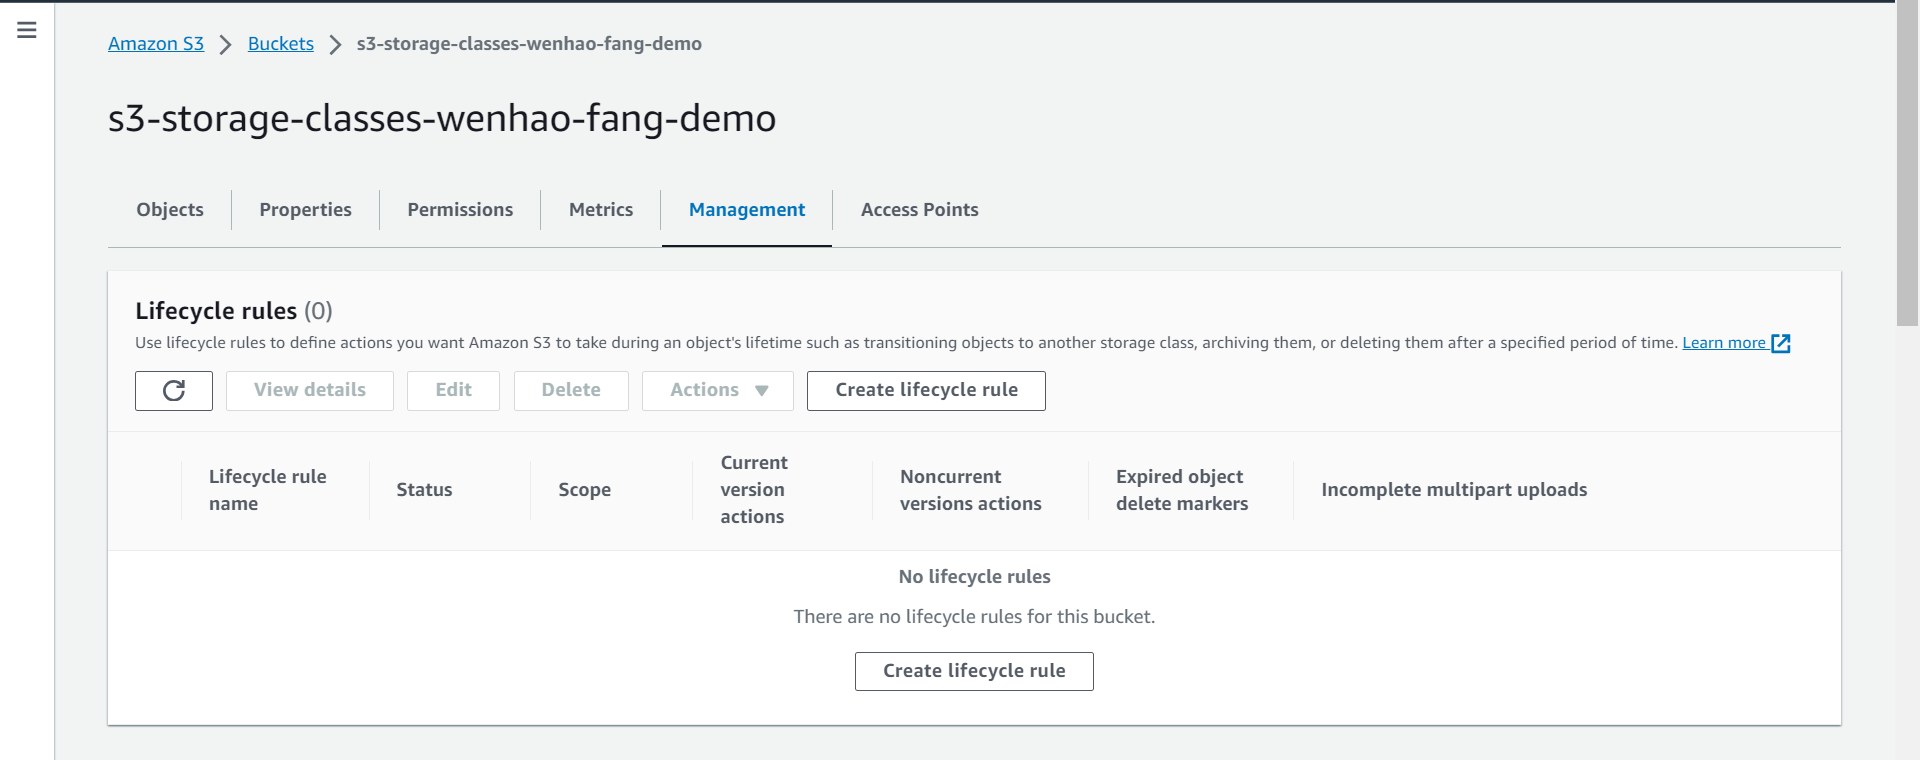 Amazon S3 > Buckets > s3-storage-classes-wenhao-fang-demo
s3-storage-classes-wenhao-fang-demo
Objects Properties Permissions Metrics Management Access Points
Lifecycle rules (0)
Use lifecycle rules to define actions you want Amazon S3 to take during an object's lifetime such as transitioning objects to another storage class, archiving them, or deleting them after a specified period of time. Learn more
View details Edit Delete Actions Create lifecycle rule
Lifecycle rule
name
Status
Scope
Current
version
actions
Noncurrent
versions actions
Expired object
delete markers
Incomplete multipart uploads
No lifecycle rules
There are no lifecycle rules for this bucket.
Create lifecycle rule